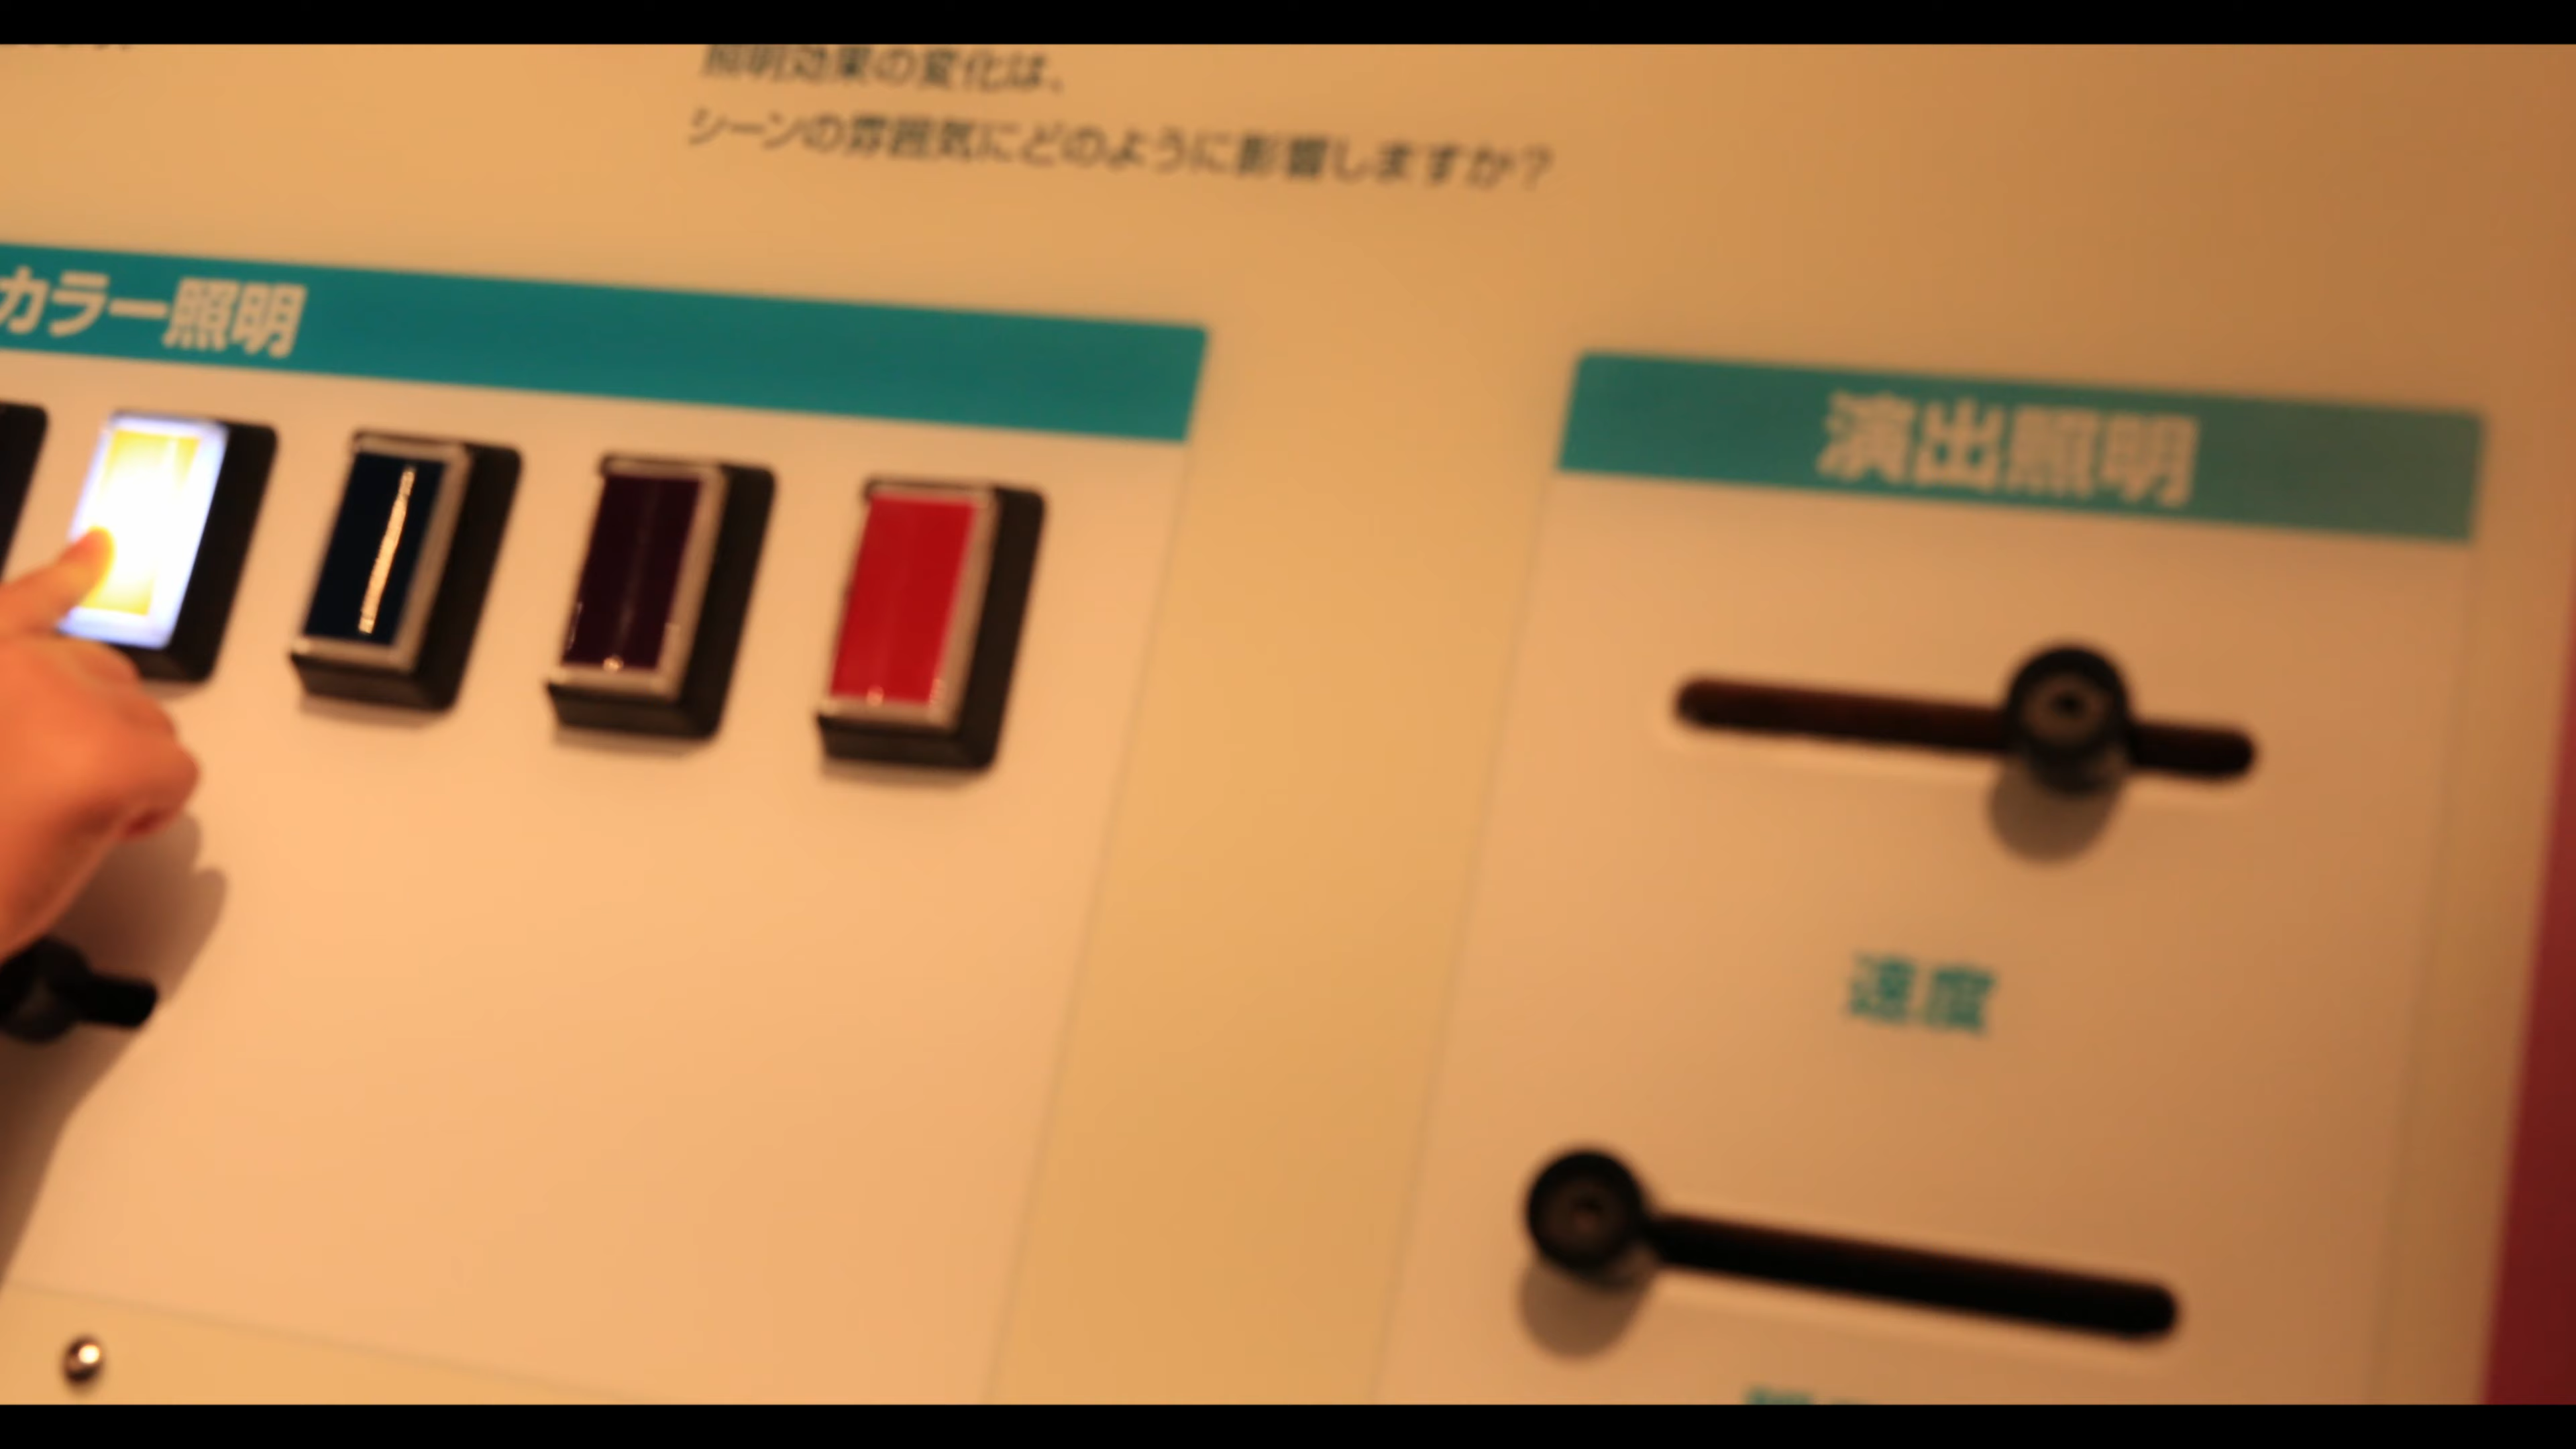 照明効果の変化は、
シーンの雰囲気にどのように影響しますか?
カラー照明
演出照明
速度